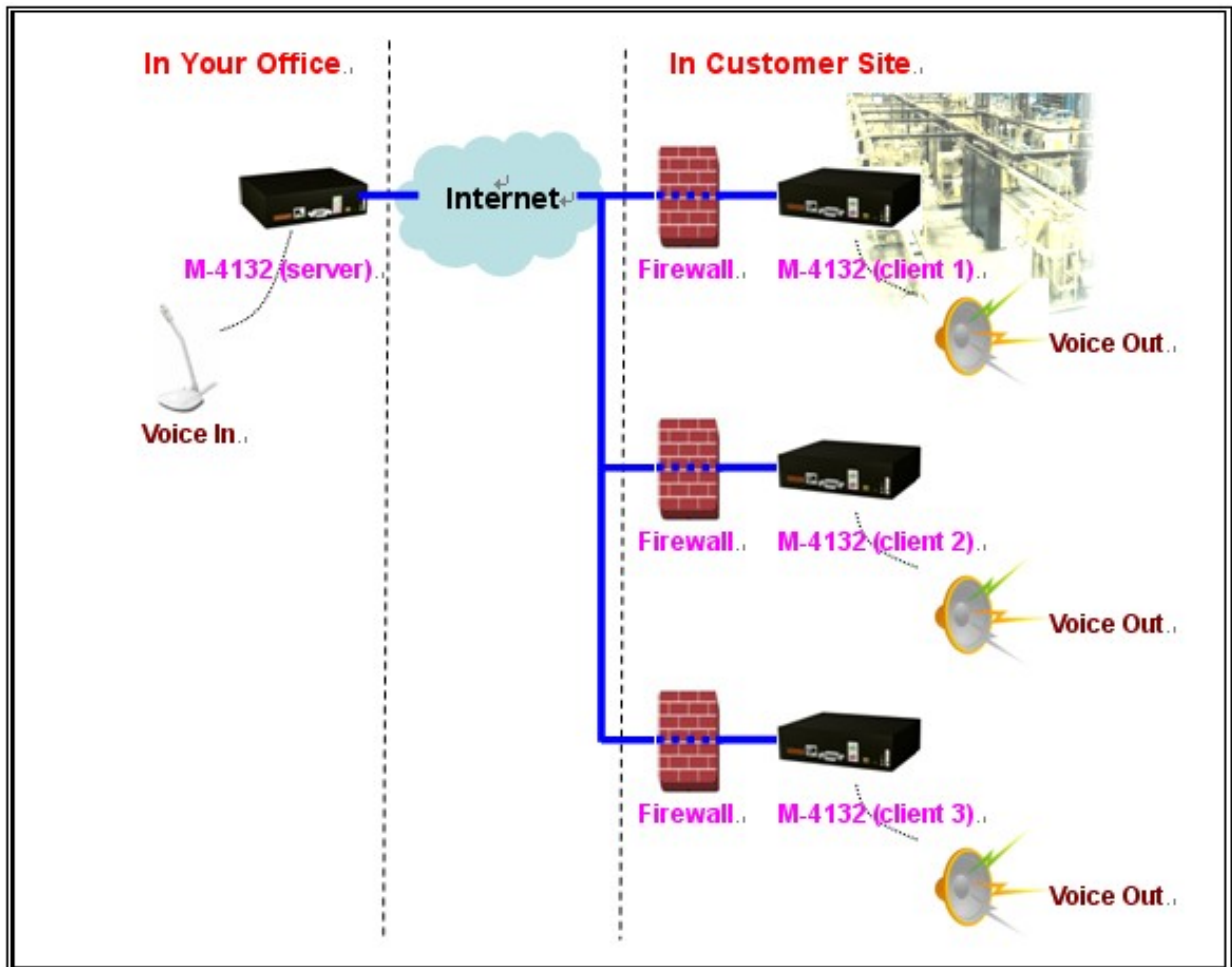 In Your Office
In Customer Site
Internet
M-4132 (server)
Firewall
M-4132 (client 1)
Voice In
Voice Out
Firewall
M-4132 (client 2)
Voice Out
Firewall
M-4132 (client 3)
Voice Out